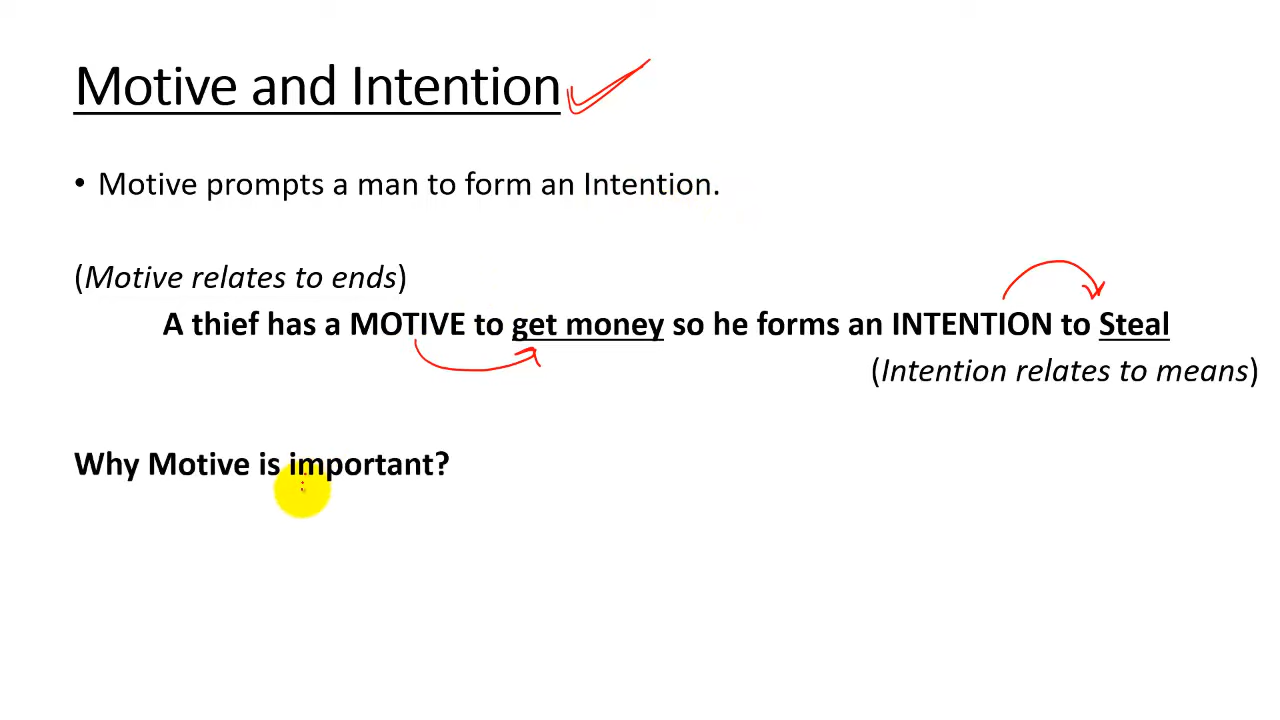 Motive and Intention
• Motive prompts a man to form an Intention.
(Motive relates to ends)
A thief has a MOTIVE to get money so he forms an INTENTION to Steal
(Intention relates to means)
Why Motive is important?